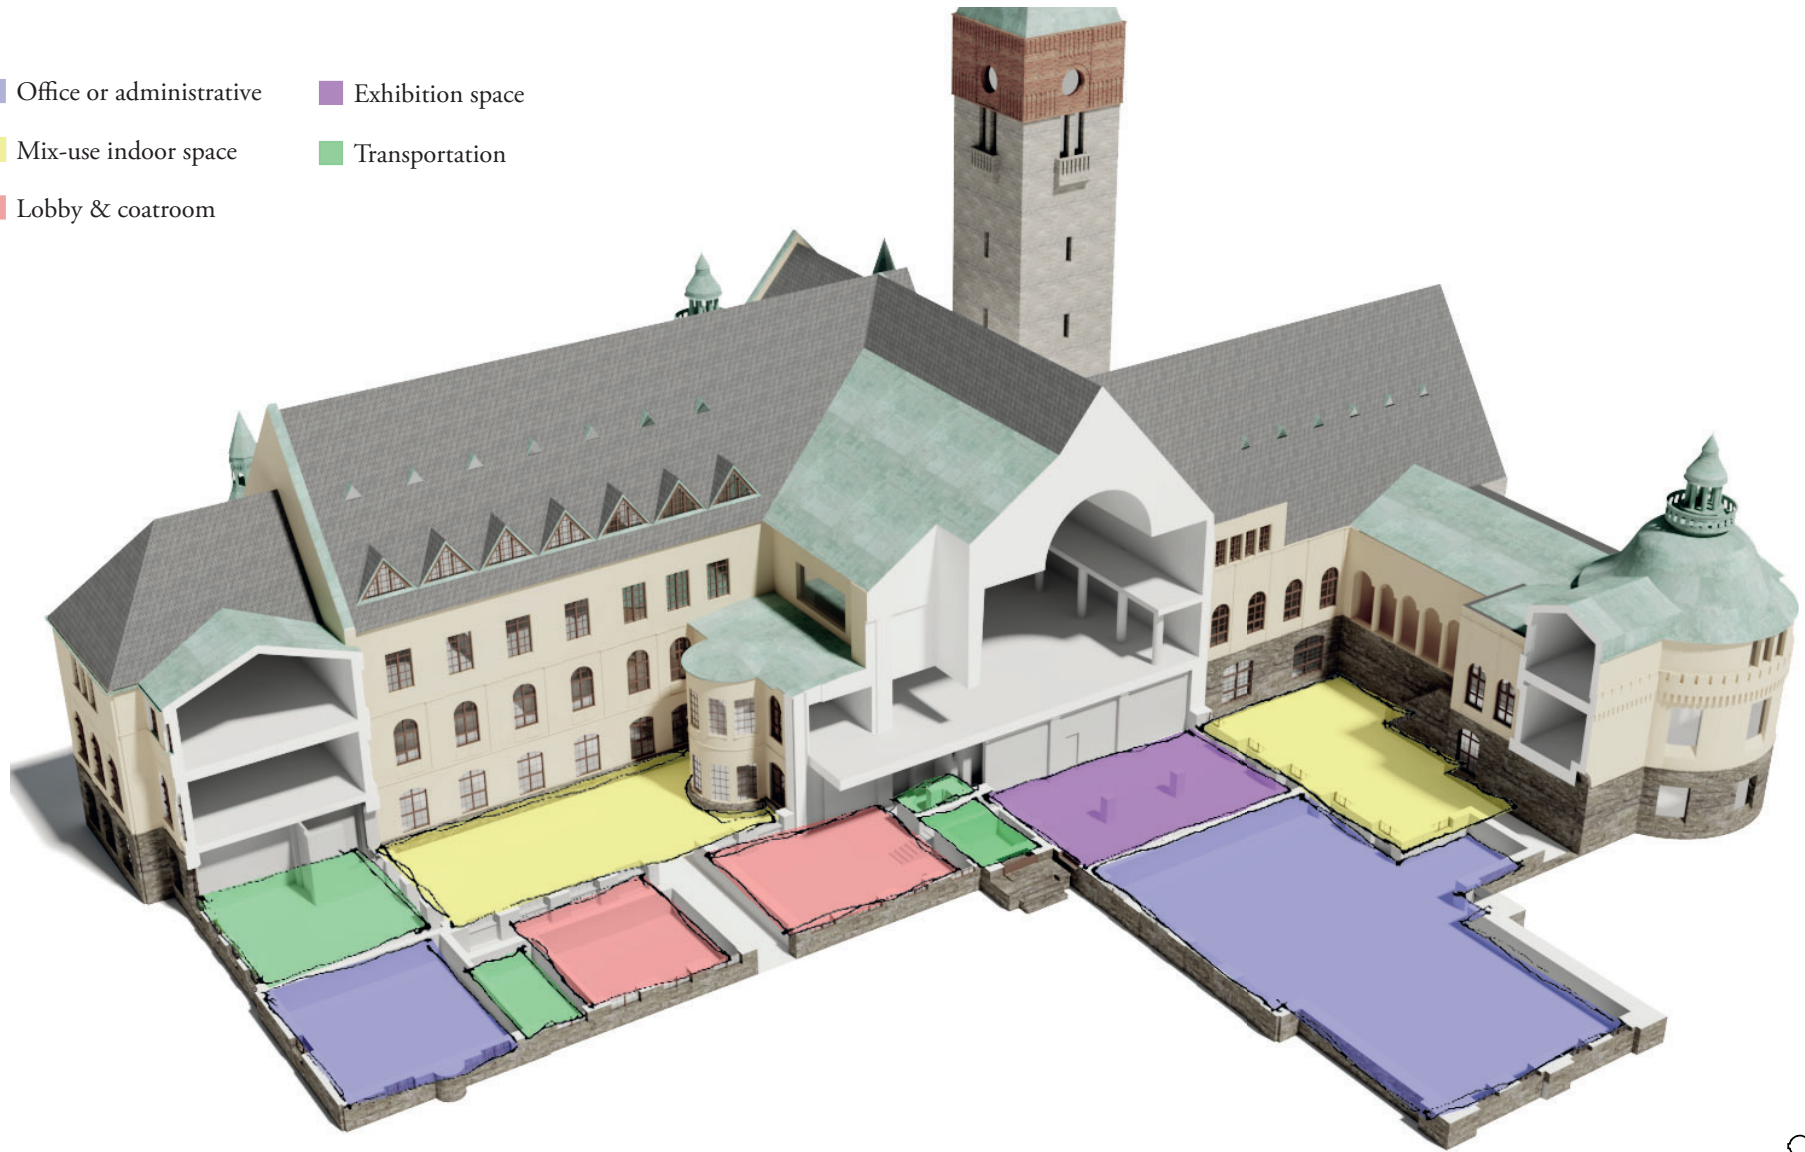 Office or administrative
Mix-use indoor space
Lobby & coatroom
Exhibition space
Transportation